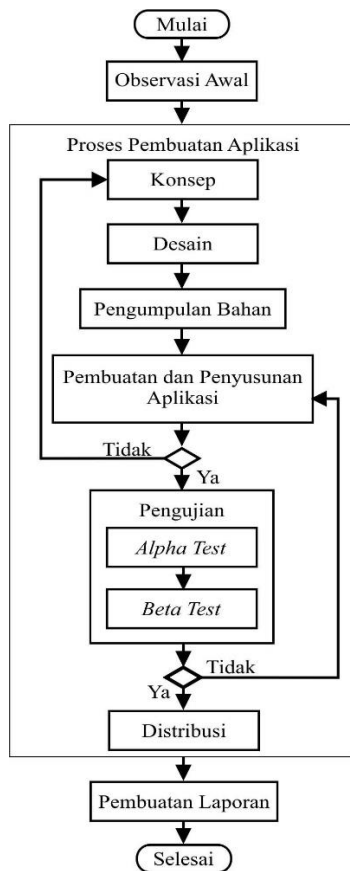 Mulai
Observasi Awal
Proses Pembuatan Aplikasi
Konsep
Desain
Pengumpulan Bahan
Pembuatan dan Penyusunan
Aplikasi
Tidak
Ya
Pengujian
Alpha Test
Beta Test
Tidak
Ya
Distribusi
Pembuatan Laporan
Selesai